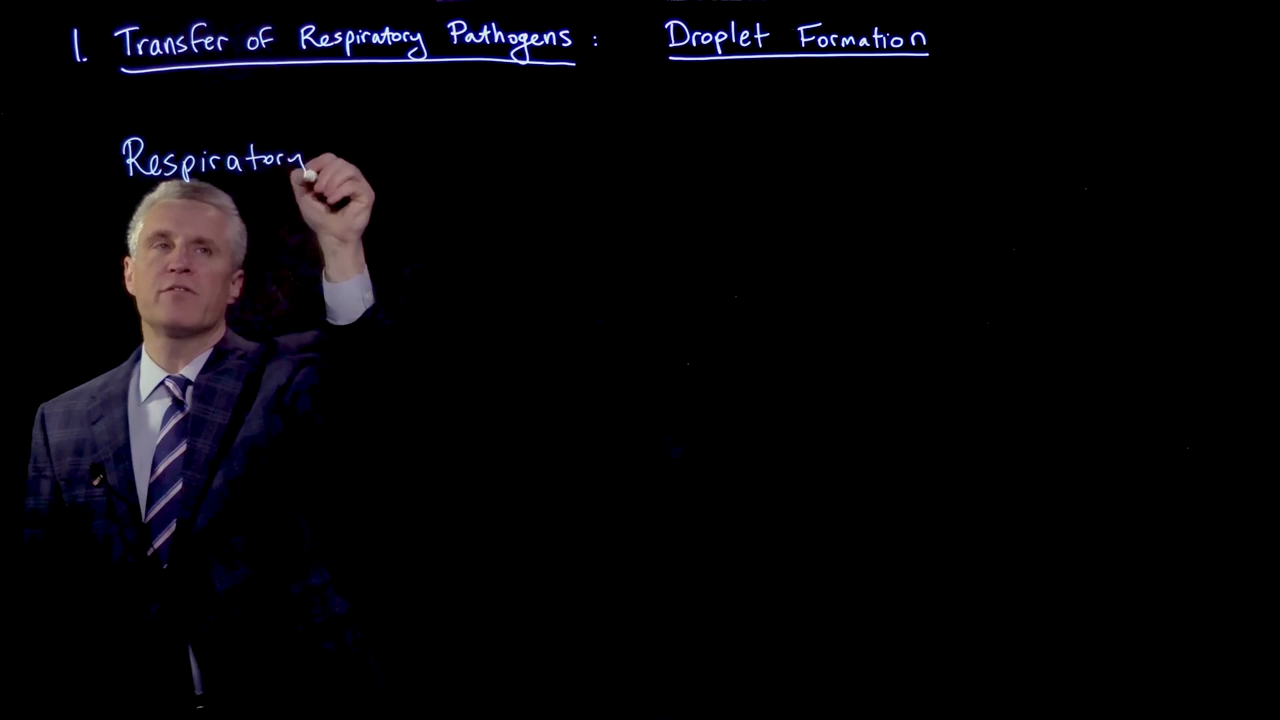 1. Transfer of Respiratory Pathogens : Droplet Formation
Respiratory